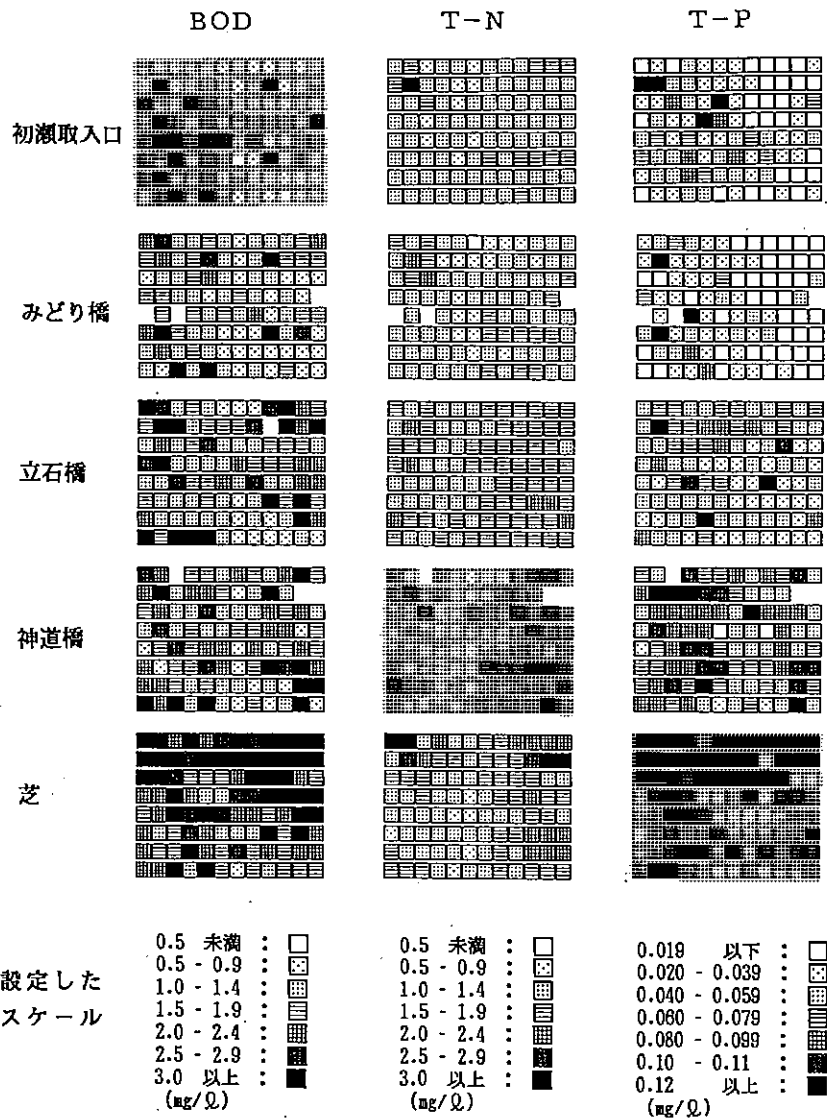 BOD T-N T-P
初瀬取入口
みどり橋
立石橋
神道橋
芝
設定した
スケール
0.5 未満 :
0.5 - 0.9 :
1.0 - 1.4 :
1.5 - 1.9 :
2.0 - 2.4 :
2.5 - 2.9 :
3.0 以上 :
(mg/ℓ)
0.5 未満 :
0.5 - 0.9 :
1.0 - 1.4 :
1.5 - 1.9 :
2.0 - 2.4 :
2.5 - 2.9 :
3.0 以上 :
(mg/ℓ)
0.019 以下 :
0.020 - 0.039 :
0.040 - 0.059 :
0.060 - 0.079 :
0.080 - 0.099 :
0.10 - 0.11 :
0.12 以上 :
(mg/ℓ)